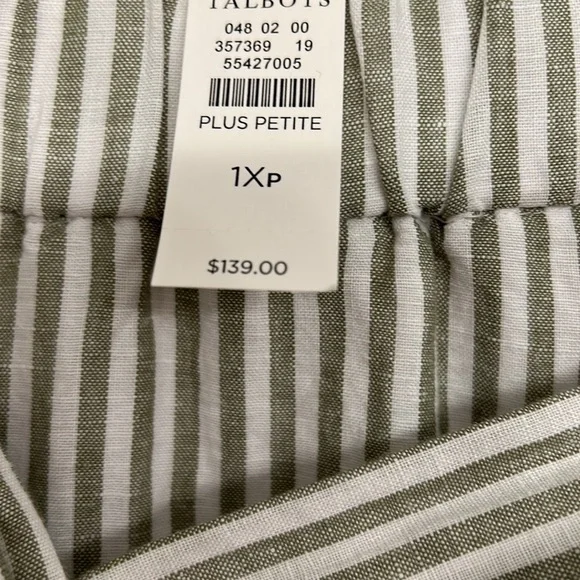 TALBOTS
048 02 00
357369 19
55427005
PLUS PETITE
1XP
$139.00